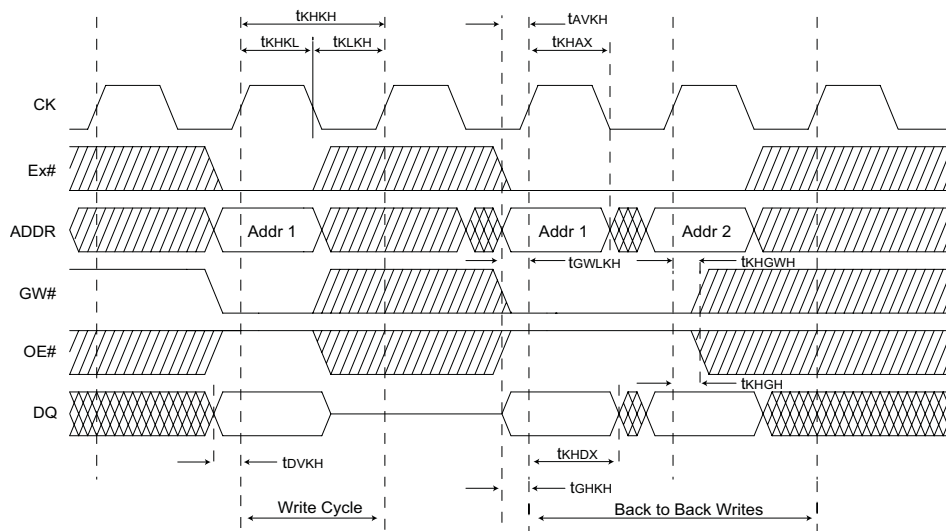 tKHKH
tAVKH
tKHKL
tKLKH
tKHAX
CK
Ex#
ADDR
Addr 1
Addr 1
Addr 2
tGWLKH
tKHGWH
GW#
OE#
tKHGH
DQ
tKHDX
tDVKH
tGHKH
Write Cycle
Back to Back Writes